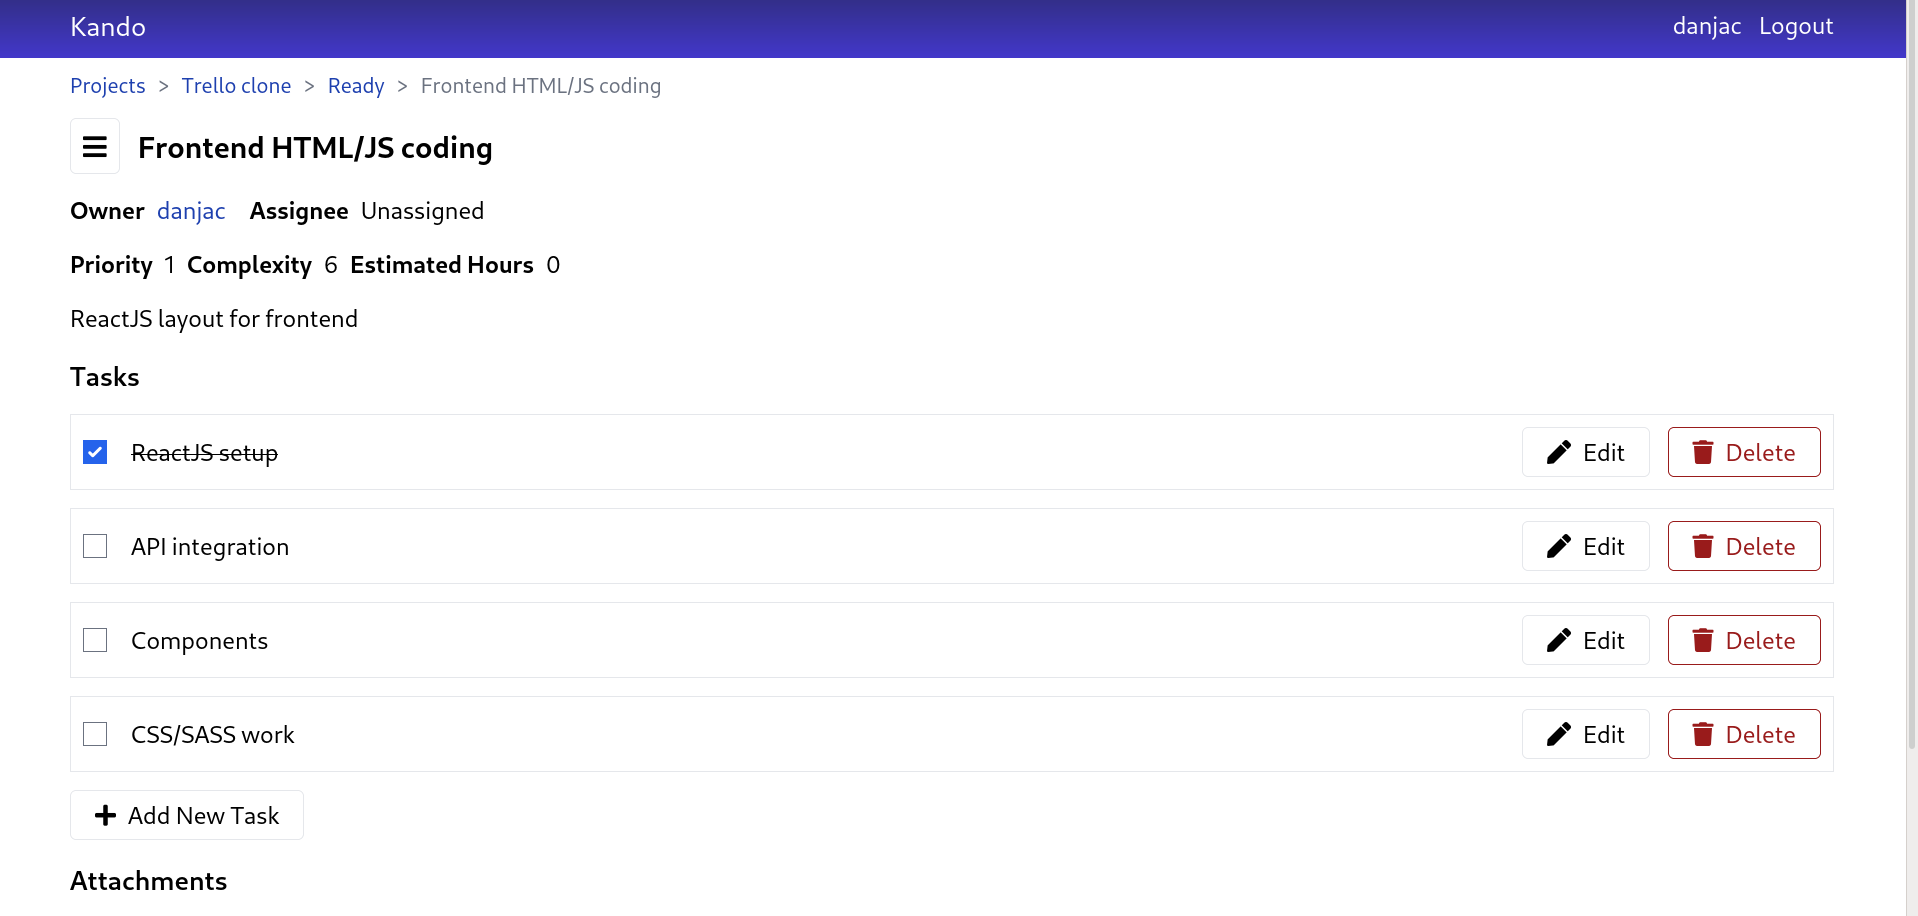 Kando danjac Logout
Projects > Trello clone > Ready > Frontend HTML/JS coding
Frontend HTML/JS coding
Owner danjac Assignee Unassigned
Priority 1 Complexity 6 Estimated Hours 0
ReactJS layout for frontend
Tasks
ReactJS setup Edit Delete
API integration Edit Delete
Components Edit Delete
CSS/SASS work Edit Delete
Add New Task
Attachments